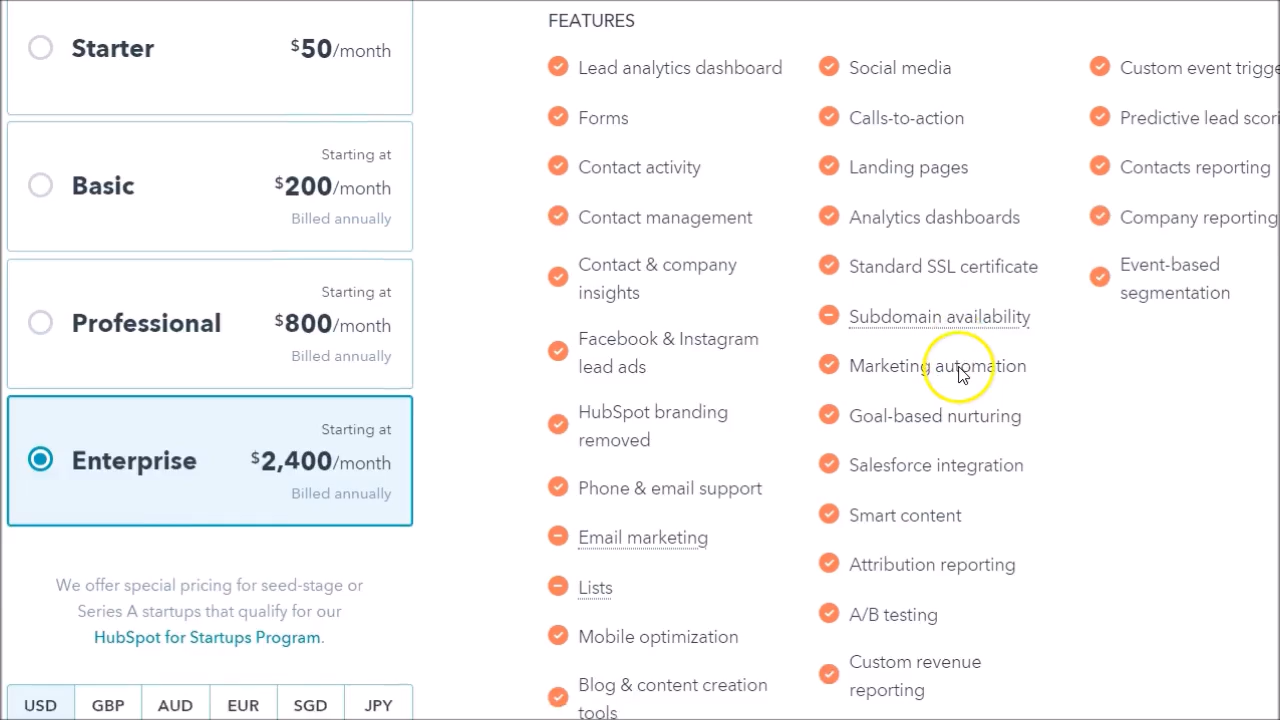 Starter
$50/month
Starting at
Basic
$200/month
Billed annually
Starting at
Professional
$800/month
Billed annually
Starting at
Enterprise
$2,400/month
Billed annually
We offer special pricing for seed-stage or
Series A startups that qualify for our
HubSpot for Startups Program.
USD GBP AUD EUR SGD JPY
FEATURES
Lead analytics dashboard
Forms
Contact activity
Contact management
Contact & company
insights
Facebook & Instagram
lead ads
HubSpot branding
removed
Phone & email support
Email marketing
Lists
Mobile optimization
Blog & content creation
tools
Social media
Calls-to-action
Landing pages
Analytics dashboards
Standard SSL certificate
Subdomain availability
Marketing automation
Goal-based nurturing
Salesforce integration
Smart content
Attribution reporting
A/B testing
Custom revenue
reporting
Custom event trigge
Predictive lead scori
Contacts reporting
Company reporting
Event-based
segmentation